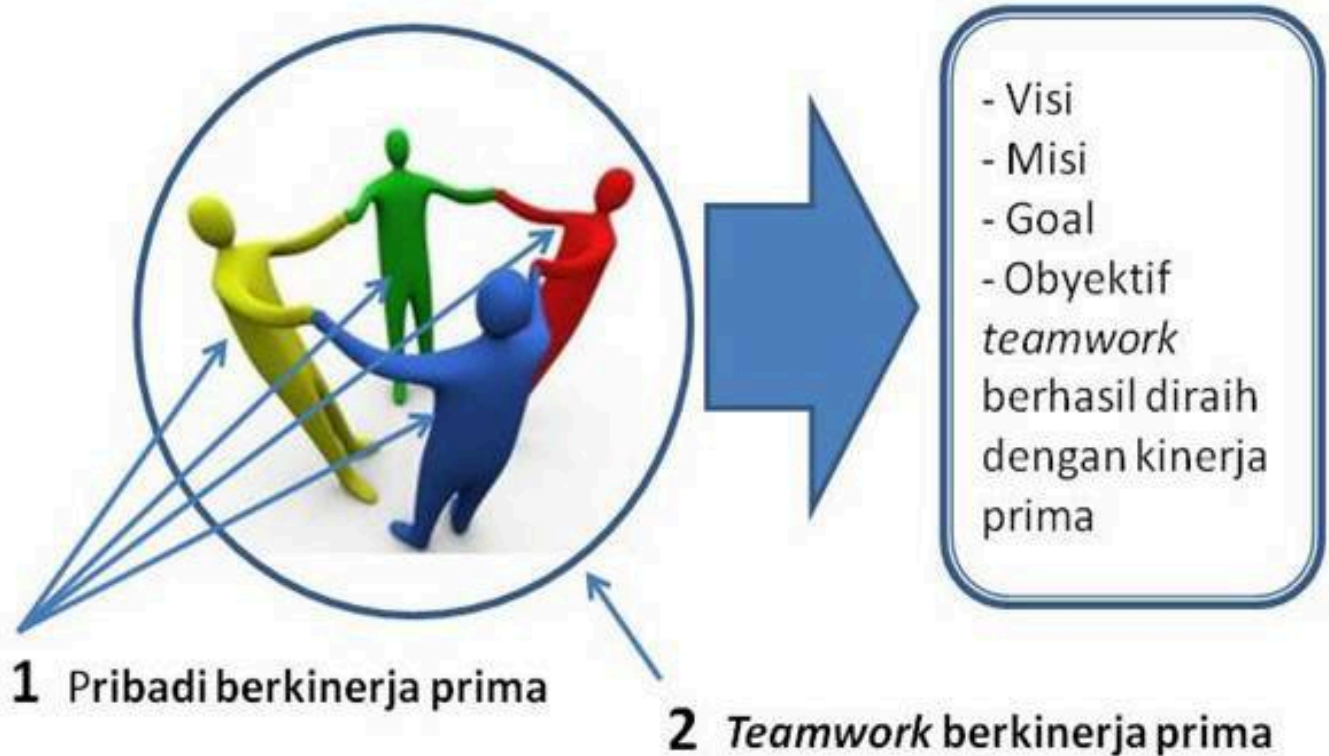 - Visi
- Misi
- Goal
- Obyektif
teamwork
berhasil diraih
dengan kinerja
prima
1 Pribadi berkinerja prima
2 Teamwork berkinerja prima